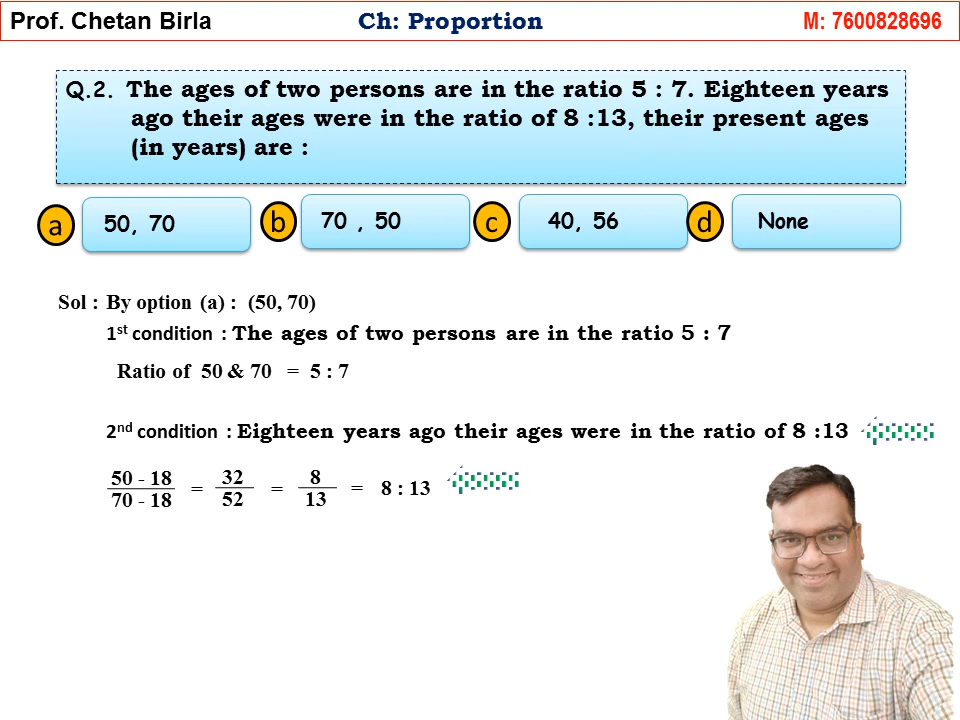 Prof. Chetan Birla Ch: Proportion M: 7600828696
Q.2. The ages of two persons are in the ratio 5 : 7. Eighteen years
ago their ages were in the ratio of 8 :13, their present ages
(in years) are :
a 50, 70 b 70 , 50 c 40, 56 d None
Sol : By option (a) : (50, 70)
1st condition : The ages of two persons are in the ratio 5 : 7
Ratio of 50 & 70 = 5 : 7
2nd condition : Eighteen years ago their ages were in the ratio of 8 :13
50 - 18 32 8
= = = 8 : 13
70 - 18 52 13